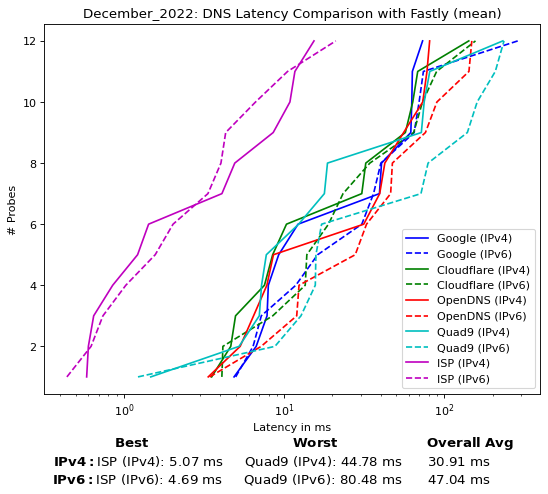 December_2022: DNS Latency Comparison with Fastly (mean)
12
10
8
6
4
2
# Probes
Google (IPv4)
Google (IPv6)
Cloudflare (IPv4)
Cloudflare (IPv6)
OpenDNS (IPv4)
OpenDNS (IPv6)
Quad9 (IPv4)
Quad9 (IPv6)
ISP (IPv4)
ISP (IPv6)
10⁰ 10¹ 10²
Latency in ms
Best Worst Overall Avg
IPv4: ISP (IPv4): 5.07 ms Quad9 (IPv4): 44.78 ms 30.91 ms
IPv6: ISP (IPv6): 4.69 ms Quad9 (IPv6): 80.48 ms 47.04 ms